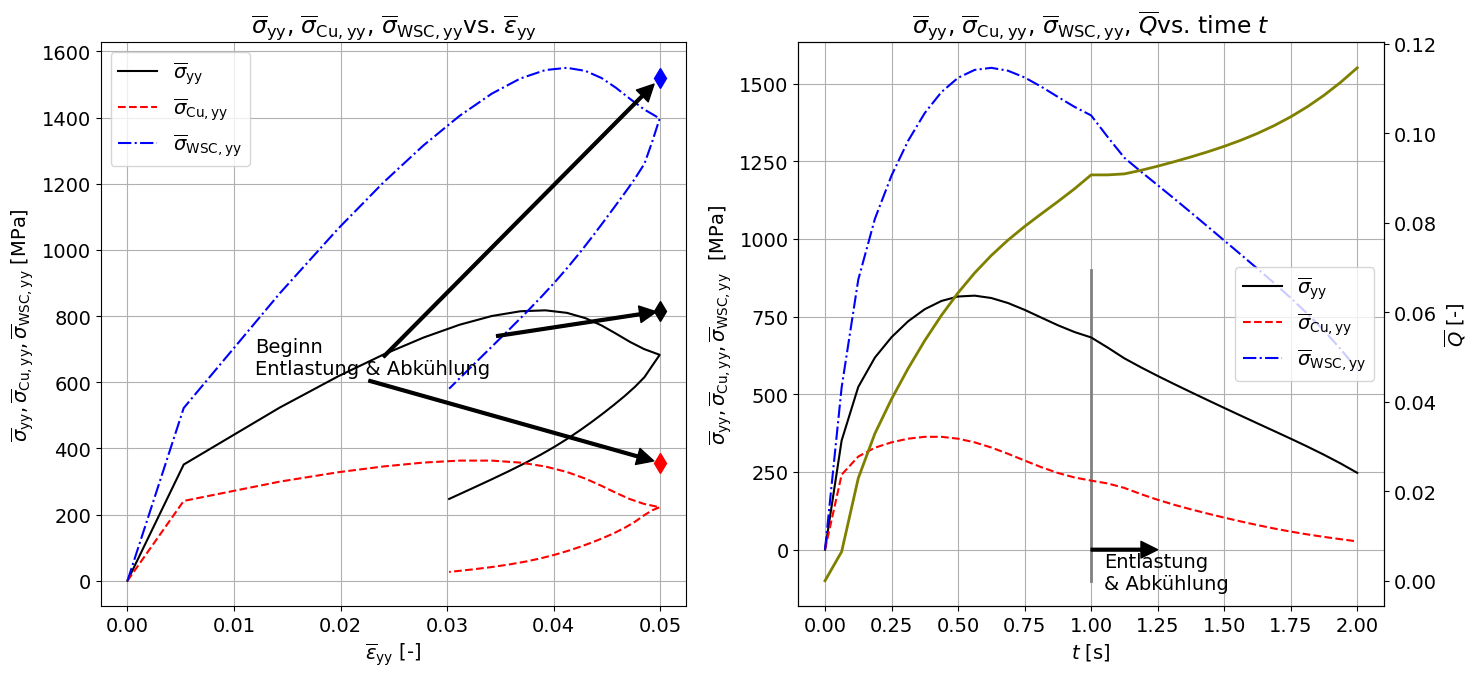 σ̅yy, σ̅Cu, yy, σ̅WSC, yyvs. ε̅yy
σ̅yy, σ̅Cu, yy, σ̅WSC, yy [MPa]
1600
1400
1200
1000
800
600
400
200
0
σ̅yy
σ̅Cu, yy
σ̅WSC, yy
Beginn
Entlastung & Abkühlung
0.00 0.01 0.02 0.03 0.04 0.05
ε̅yy [-]
σ̅yy, σ̅Cu, yy, σ̅WSC, yy, Q̅vs. time t
σ̅yy, σ̅Cu, yy, σ̅WSC, yy [MPa]
1500
1250
1000
750
500
250
0
σ̅yy
σ̅Cu, yy
σ̅WSC, yy
Entlastung
& Abkühlung
0.12
0.10
0.08
0.06
0.04
0.02
0.00
Q̅ [-]
0.00 0.25 0.50 0.75 1.00 1.25 1.50 1.75 2.00
t [s]